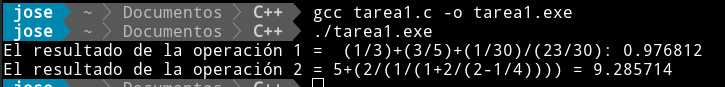 jose ~ Documentos C++ gcc tarea1.c -o tarea1.exe
jose ~ Documentos C++ ./tarea1.exe
El resultado de la operación 1 =  (1/3)+(3/5)+(1/30)/(23/30): 0.976812
El resultado de la operación 2 = 5+(2/(1/(1+2/(2-1/4)))) = 9.285714
jose ~ Documentos C++